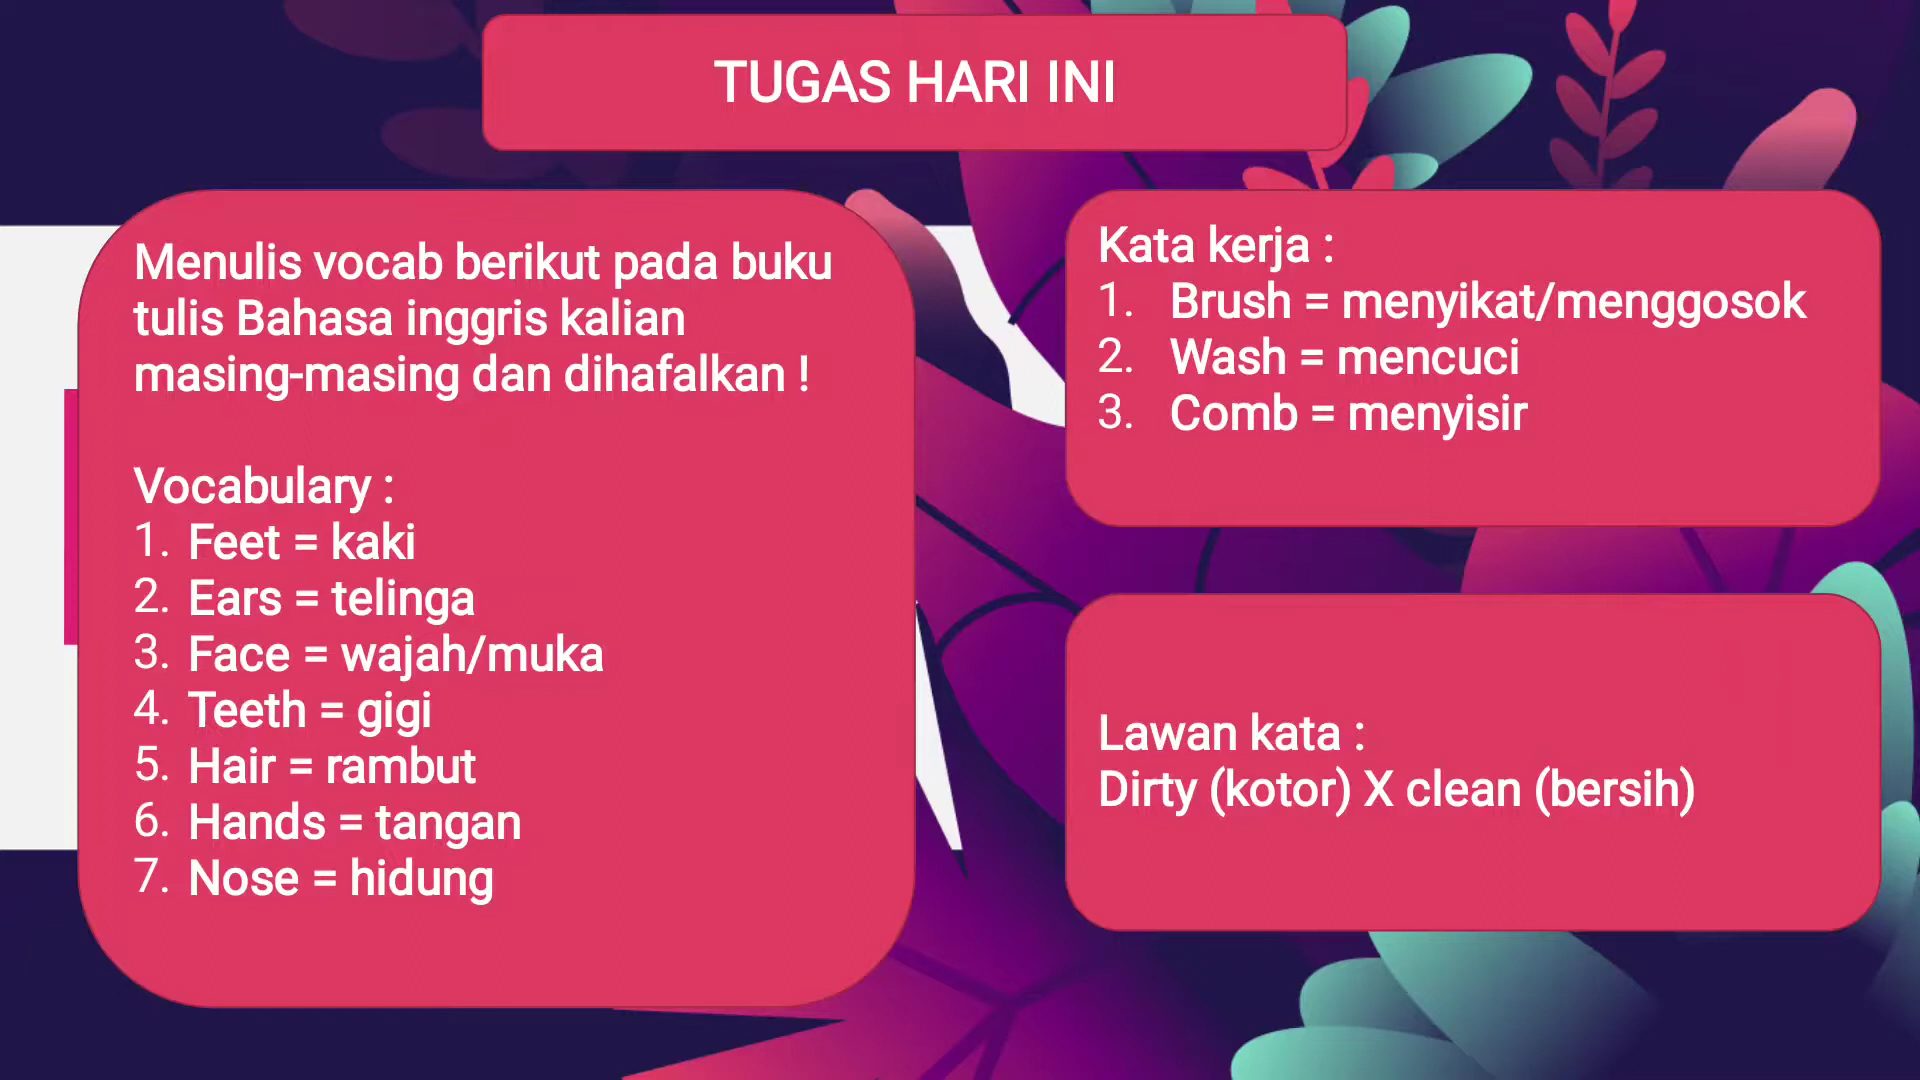 TUGAS HARI INI
Menulis vocab berikut pada buku
tulis Bahasa inggris kalian
masing-masing dan dihafalkan !
Vocabulary :
1. Feet = kaki
2. Ears = telinga
3. Face = wajah/muka
4. Teeth = gigi
5. Hair = rambut
6. Hands = tangan
7. Nose = hidung
Kata kerja :
1. Brush = menyikat/menggosok
2. Wash = mencuci
3. Comb = menyisir
Lawan kata :
Dirty (kotor) X clean (bersih)